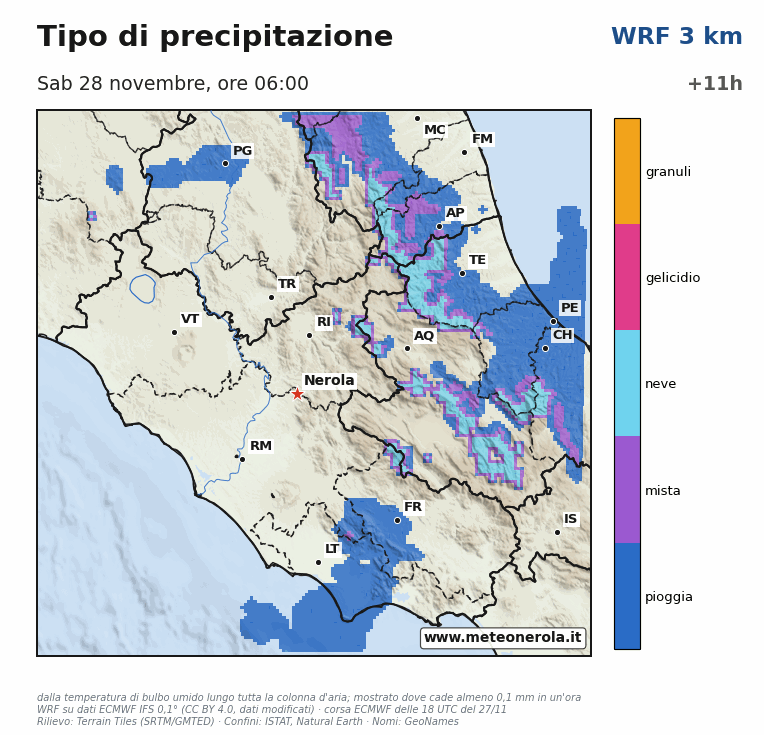 Tipo di precipitazione
WRF 3 km
Sab 28 novembre, ore 06:00
+11h
MC
FM
PG
AP
TE
TR
PE
VT
RI
CH
AQ
Nerola
RM
FR
IS
LT
www.meteonerola.it
granuli
gelicidio
neve
mista
pioggia
dalla temperatura di bulbo umido lungo tutta la colonna d'aria; mostrato dove cade almeno 0,1 mm in un'ora
WRF su dati ECMWF IFS 0,1° (CC BY 4.0, dati modificati) · corsa ECMWF delle 18 UTC del 27/11
Rilievo: Terrain Tiles (SRTM/GMTED) · Confini: ISTAT, Natural Earth · Nomi: GeoNames